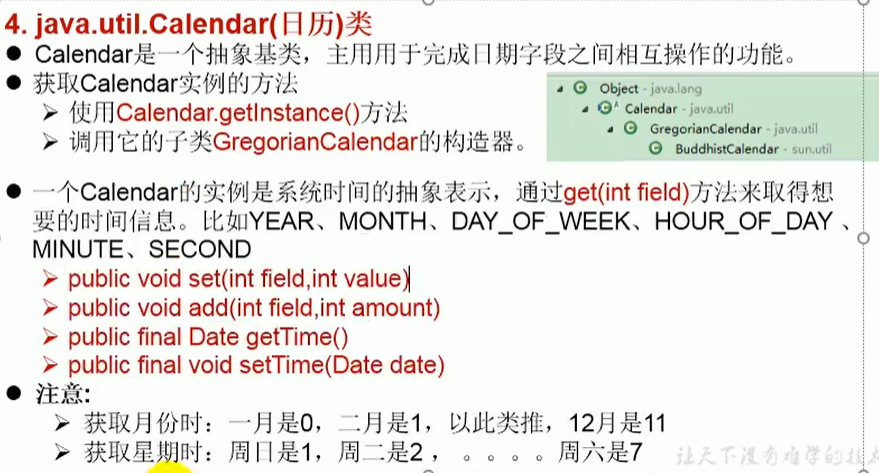 4. java.util.Calendar(日历)类
● Calendar是一个抽象基类，主用用于完成日期字段之间相互操作的功能。
● 获取Calendar实例的方法
➢ 使用Calendar.getInstance()方法
➢ 调用它的子类GregorianCalendar的构造器。
Object - java.lang
Calendar - java.util
GregorianCalendar - java.util
BuddhistCalendar - sun.util
● 一个Calendar的实例是系统时间的抽象表示，通过get(int field)方法来取得想
要的时间信息。比如YEAR、MONTH、DAY_OF_WEEK、HOUR_OF_DAY 、
MINUTE、SECOND
➢ public void set(int field,int value)
➢ public void add(int field,int amount)
➢ public final Date getTime()
➢ public final void setTime(Date date)
● 注意:
➢ 获取月份时：一月是0，二月是1，以此类推，12月是11
➢ 获取星期时：周日是1，周二是2 ， 。。。。周六是7
让天下没有难学的技术